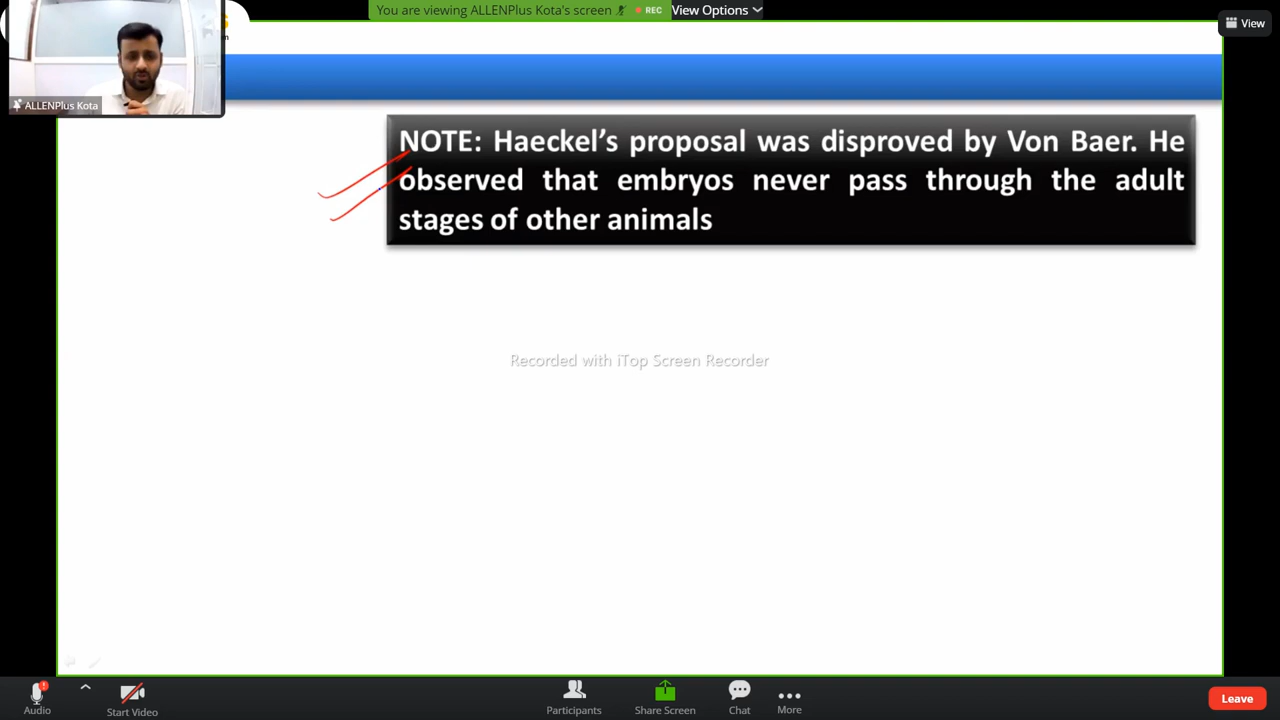 You are viewing ALLENPlus Kota's screen REC View Options
View
ALLENPlus Kota
NOTE: Haeckel’s proposal was disproved by Von Baer. He
observed that embryos never pass through the adult
stages of other animals
Recorded with iTop Screen Recorder
Audio Start Video Participants Share Screen Chat More Leave